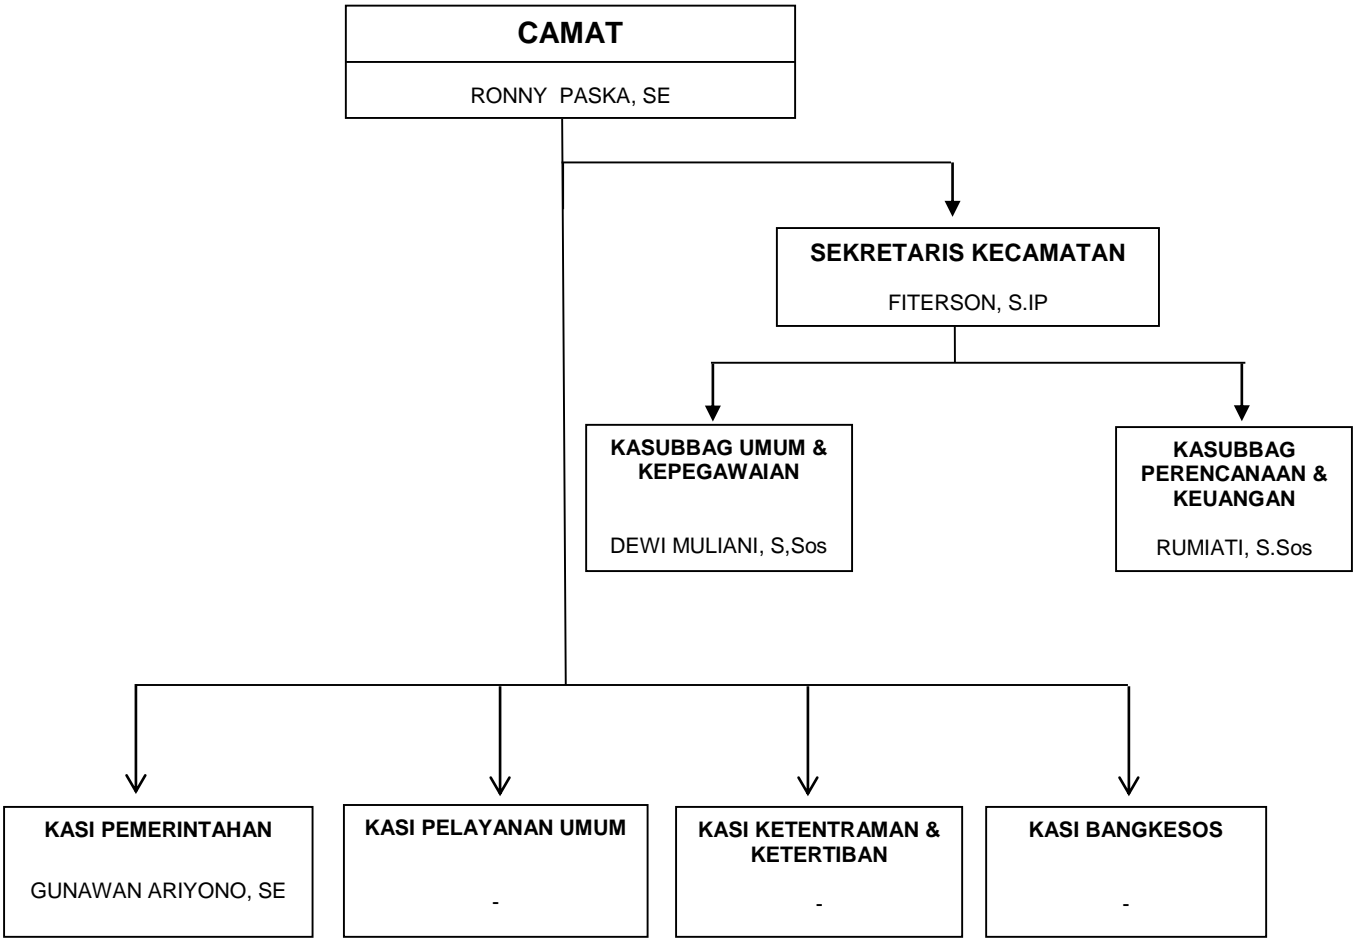 CAMAT
RONNY PASKA, SE
SEKRETARIS KECAMATAN
FITERSON, S.IP
KASUBBAG UMUM &
KEPEGAWAIAN
DEWI MULIANI, S,Sos
KASUBBAG
PERENCANAAN &
KEUANGAN
RUMIATI, S.Sos
KASI PEMERINTAHAN
GUNAWAN ARIYONO, SE
KASI PELAYANAN UMUM
-
KASI KETENTRAMAN &
KETERTIBAN
-
KASI BANGKESOS
-